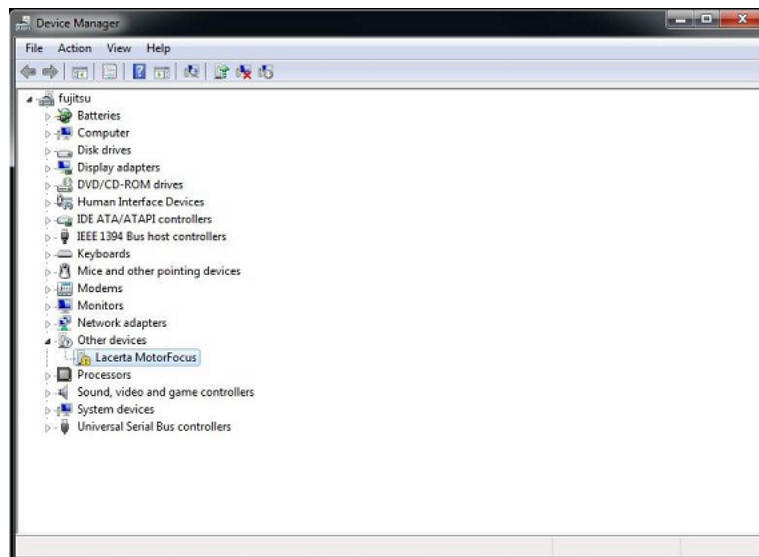 Device Manager
File Action View Help
fujitsu
Batteries
Computer
Disk drives
Display adapters
DVD/CD-ROM drives
Human Interface Devices
IDE ATA/ATAPI controllers
IEEE 1394 Bus host controllers
Keyboards
Mice and other pointing devices
Modems
Monitors
Network adapters
Other devices
Lacerta MotorFocus
Processors
Sound, video and game controllers
System devices
Universal Serial Bus controllers